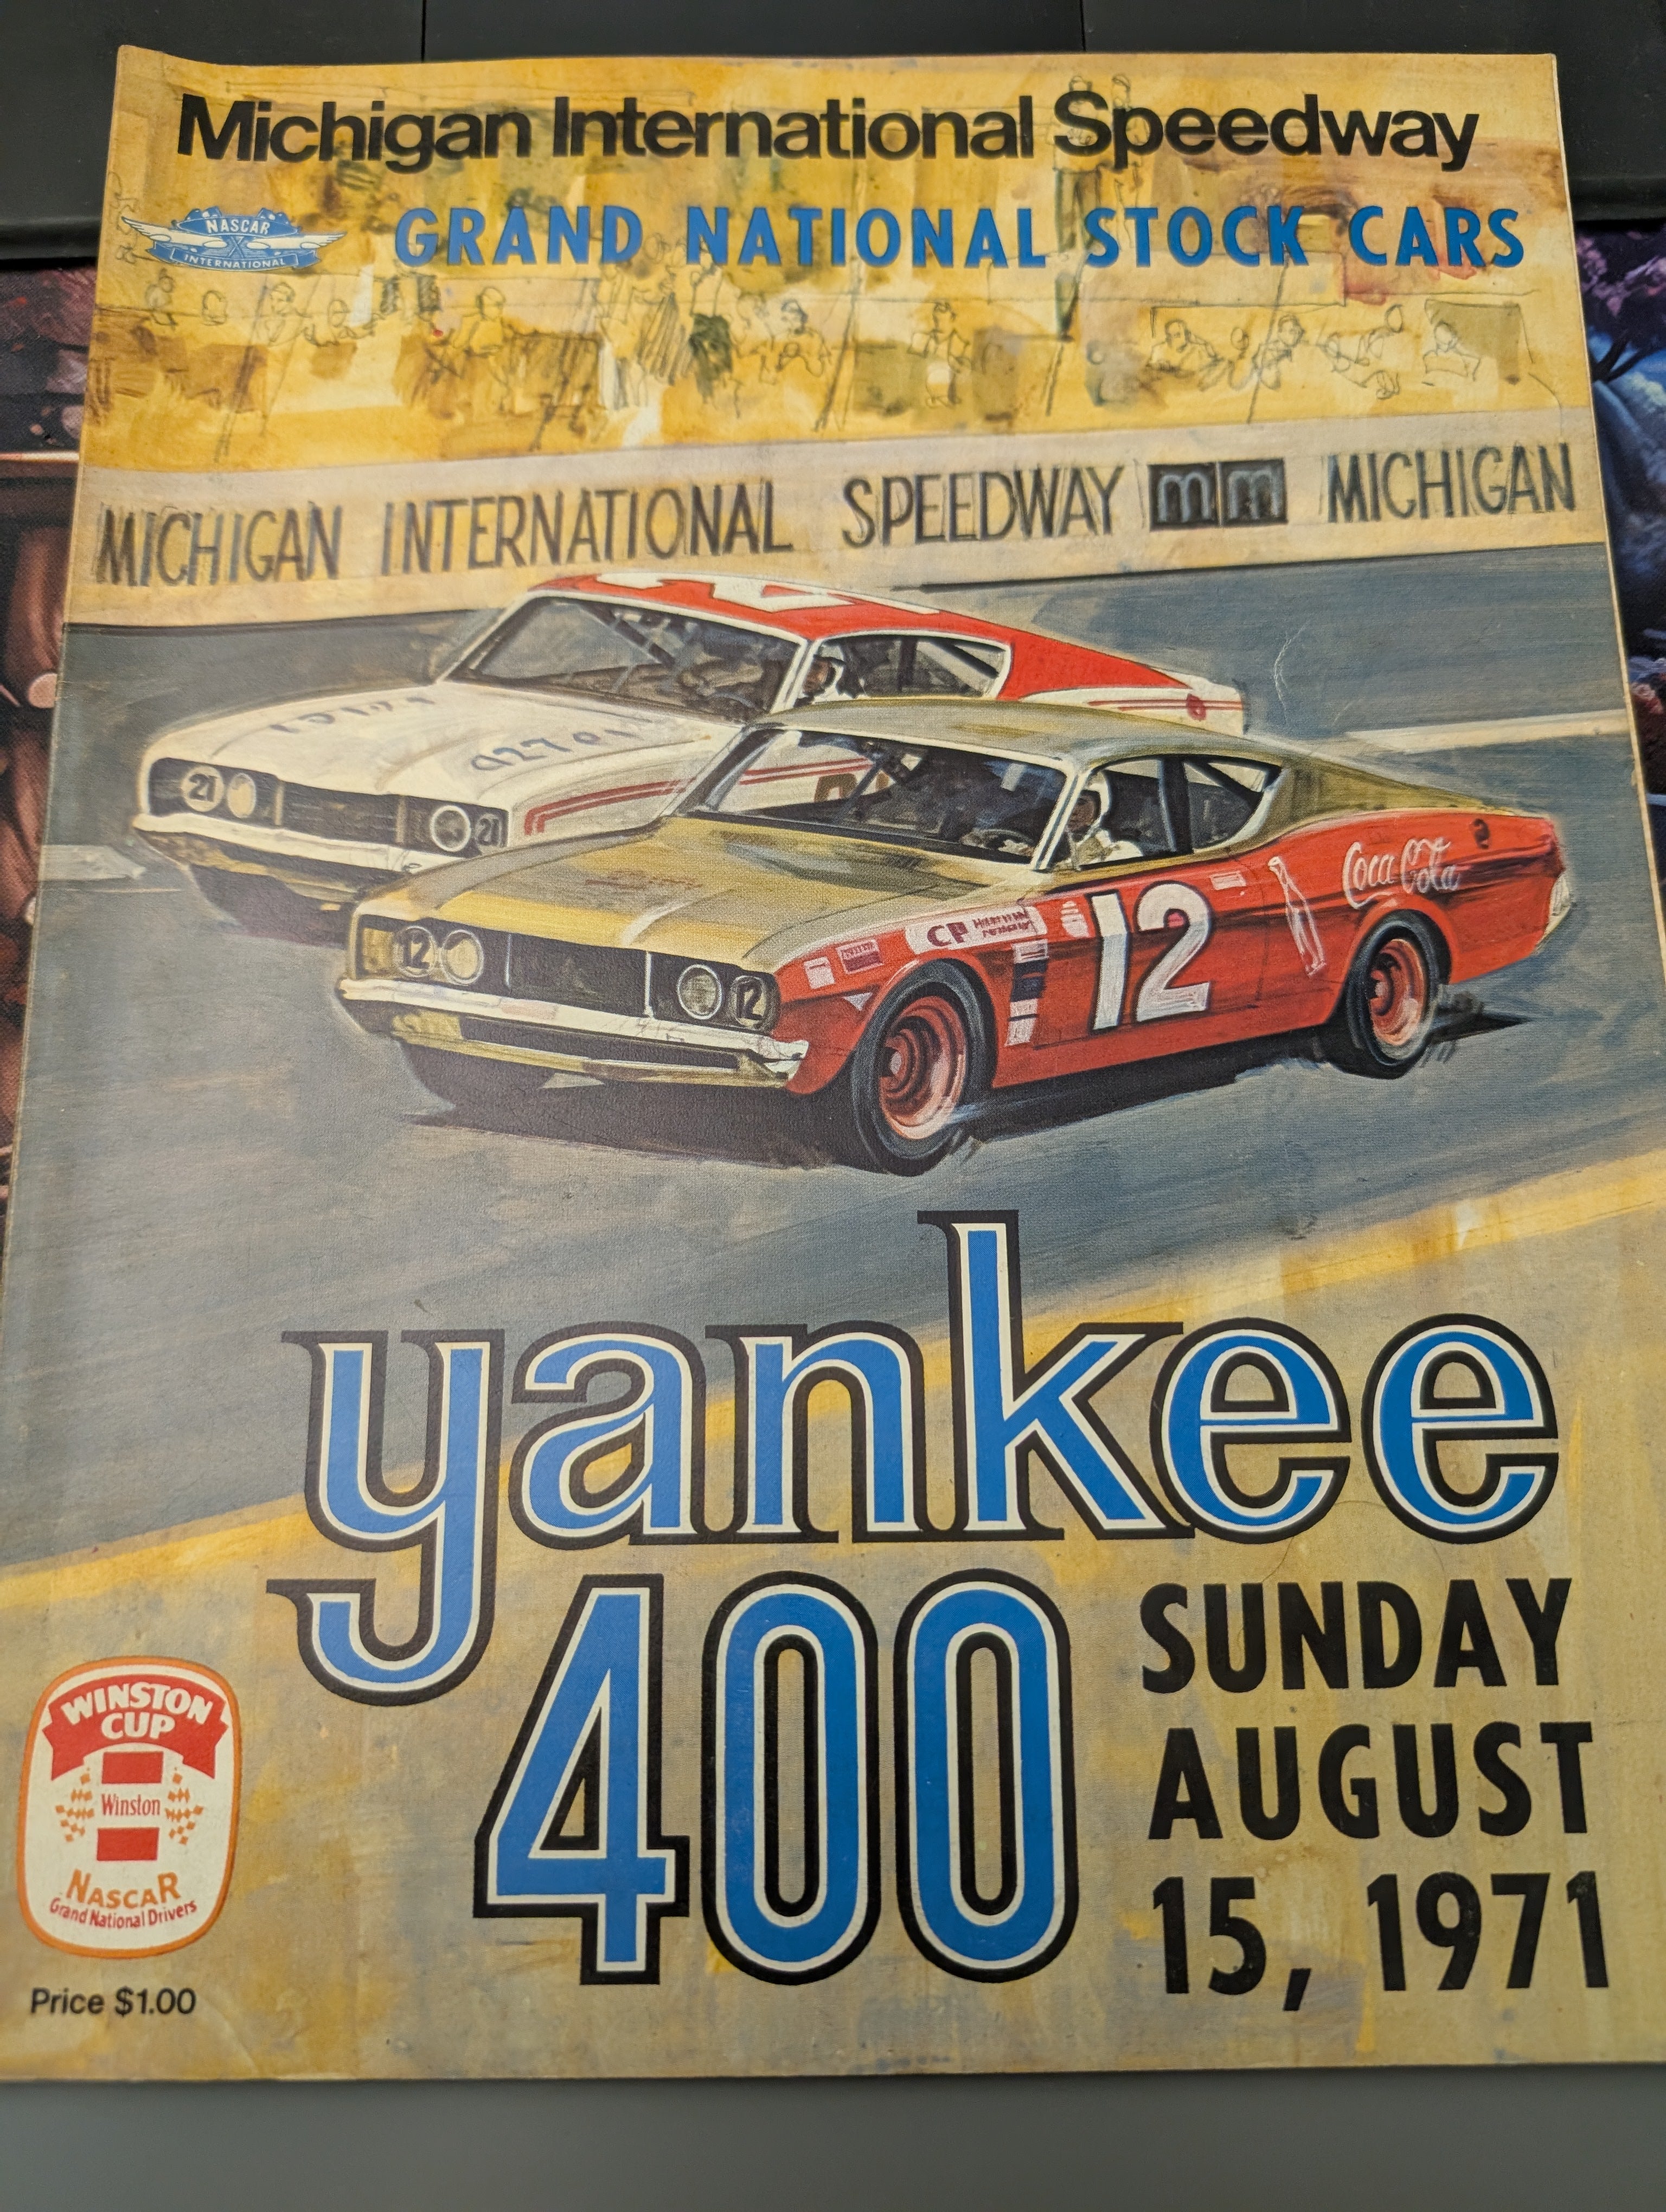 Michigan International Speedway
NASCAR
INTERNATIONAL
GRAND NATIONAL STOCK CARS
MICHIGAN INTERNATIONAL SPEEDWAY mm MICHIGAN
21
21
12
12
CP
12
Coca Cola
yankee
400
SUNDAY
AUGUST
15, 1971
WINSTON
CUP
Winston
NASCAR
Grand National Drivers
Price $1.00